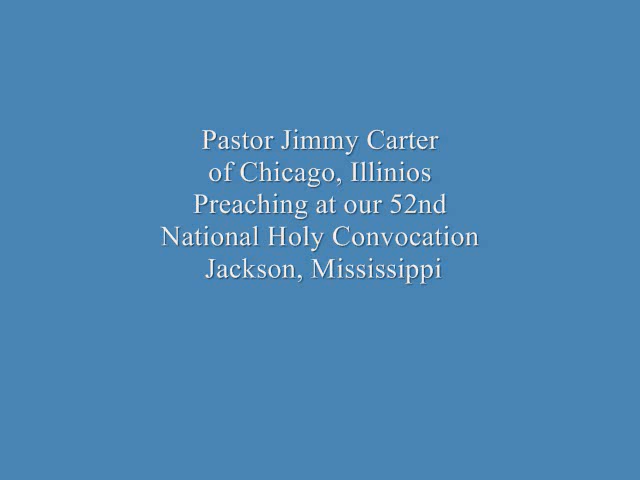 Pastor Jimmy Carter
of Chicago, Illinios
Preaching at our 52nd
National Holy Convocation
Jackson, Mississippi